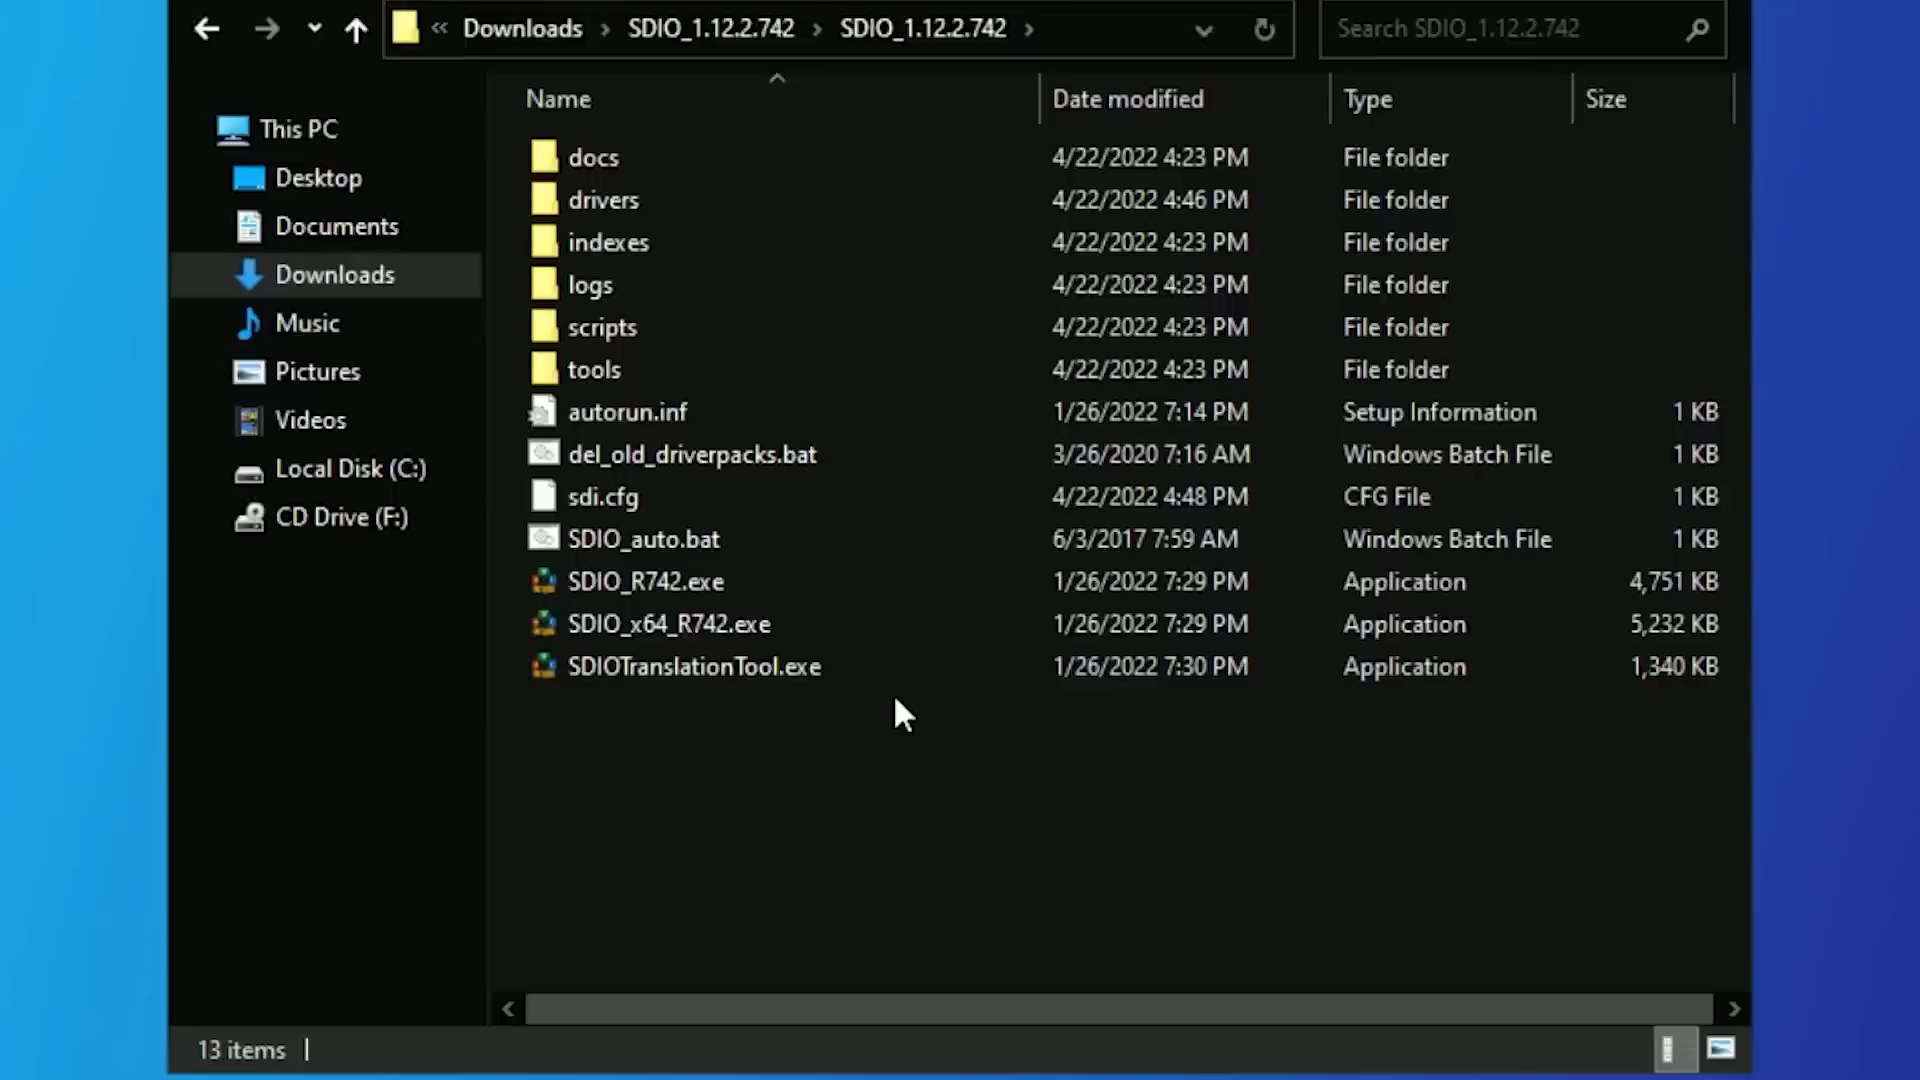 « Downloads › SDIO_1.12.2.742 › SDIO_1.12.2.742 ›
Search SDIO_1.12.2.742
This PC
Desktop
Documents
Downloads
Music
Pictures
Videos
Local Disk (C:)
CD Drive (F:)
Name Date modified Type Size
docs 4/22/2022 4:23 PM File folder
drivers 4/22/2022 4:46 PM File folder
indexes 4/22/2022 4:23 PM File folder
logs 4/22/2022 4:23 PM File folder
scripts 4/22/2022 4:23 PM File folder
tools 4/22/2022 4:23 PM File folder
autorun.inf 1/26/2022 7:14 PM Setup Information 1 KB
del_old_driverpacks.bat 3/26/2020 7:16 AM Windows Batch File 1 KB
sdi.cfg 4/22/2022 4:48 PM CFG File 1 KB
SDIO_auto.bat 6/3/2017 7:59 AM Windows Batch File 1 KB
SDIO_R742.exe 1/26/2022 7:29 PM Application 4,751 KB
SDIO_x64_R742.exe 1/26/2022 7:29 PM Application 5,232 KB
SDIOTranslationTool.exe 1/26/2022 7:30 PM Application 1,340 KB
13 items